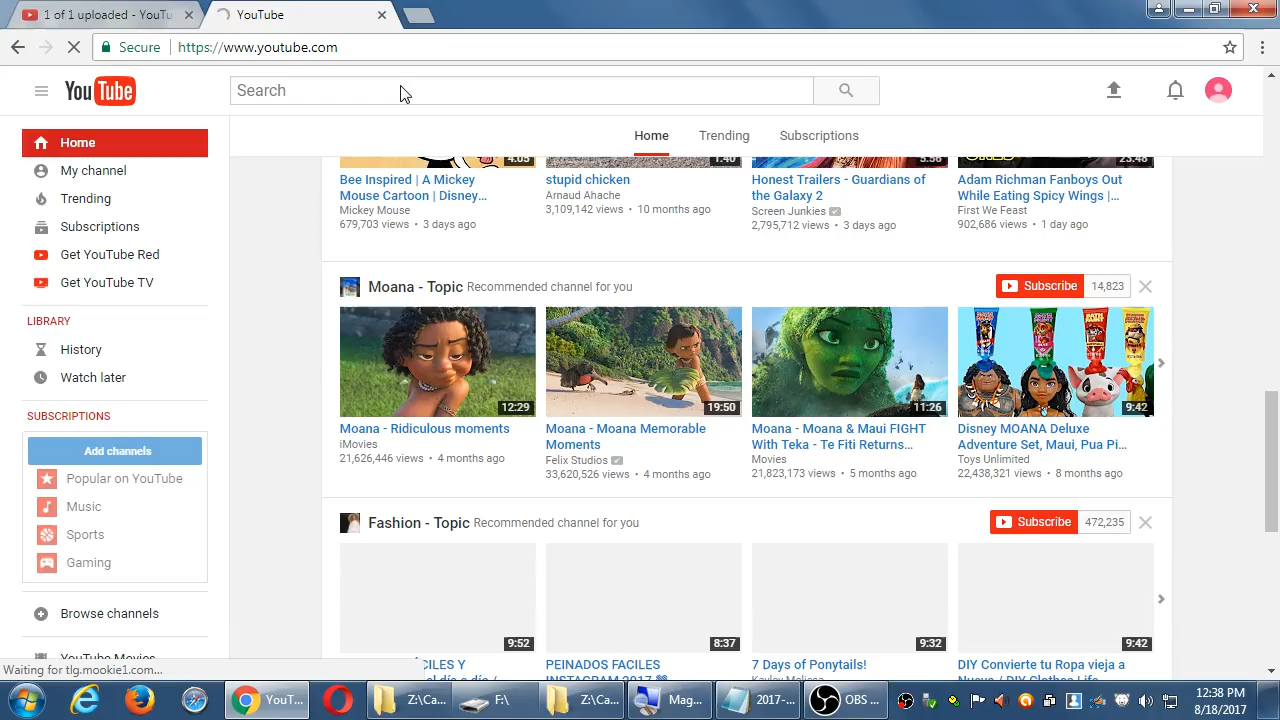 1 of 1 uploaded - YouTu
YouTube
Secure
https://www.youtube.com
YouTube
Search
Home
Trending
Subscriptions
Home
My channel
Trending
Subscriptions
Get YouTube Red
Get YouTube TV
LIBRARY
History
Watch later
SUBSCRIPTIONS
Add channels
Popular on YouTube
Music
Sports
Gaming
Browse channels
YouTube Movies
4:05
1:40
5:56
23:48
Bee Inspired | A Mickey
Mouse Cartoon | Disney...
Mickey Mouse
679,703 views • 3 days ago
stupid chicken
Arnaud Ahache
3,109,142 views • 10 months ago
Honest Trailers - Guardians of
the Galaxy 2
Screen Junkies
2,795,712 views • 3 days ago
Adam Richman Fanboys Out
While Eating Spicy Wings |...
First We Feast
902,686 views • 1 day ago
Moana - Topic Recommended channel for you
Subscribe 14,823
12:29
19:50
11:26
9:42
Moana - Ridiculous moments
iMovies
21,626,446 views • 4 months ago
Moana - Moana Memorable
Moments
Felix Studios
33,620,526 views • 4 months ago
Moana - Moana & Maui FIGHT
With Teka - Te Fiti Returns...
Movies
21,823,173 views • 5 months ago
Disney MOANA Deluxe
Adventure Set, Maui, Pua Pi...
Toys Unlimited
22,438,321 views • 8 months ago
Fashion - Topic Recommended channel for you
Subscribe 472,235
9:52
8:37
9:32
9:42
CILES Y
PEINADOS FACILES
INSTAGRAM 2017
7 Days of Ponytails!
Kayley Melissa
DIY Convierte tu Ropa vieja a
Nueva / DIY Clothes Life
Waiting for tlg.mookie1.com...
YouT...
Z:\Ca...
F:\
Z:\Ca...
Mag...
2017-...
OBS ...
12:38 PM
8/18/2017